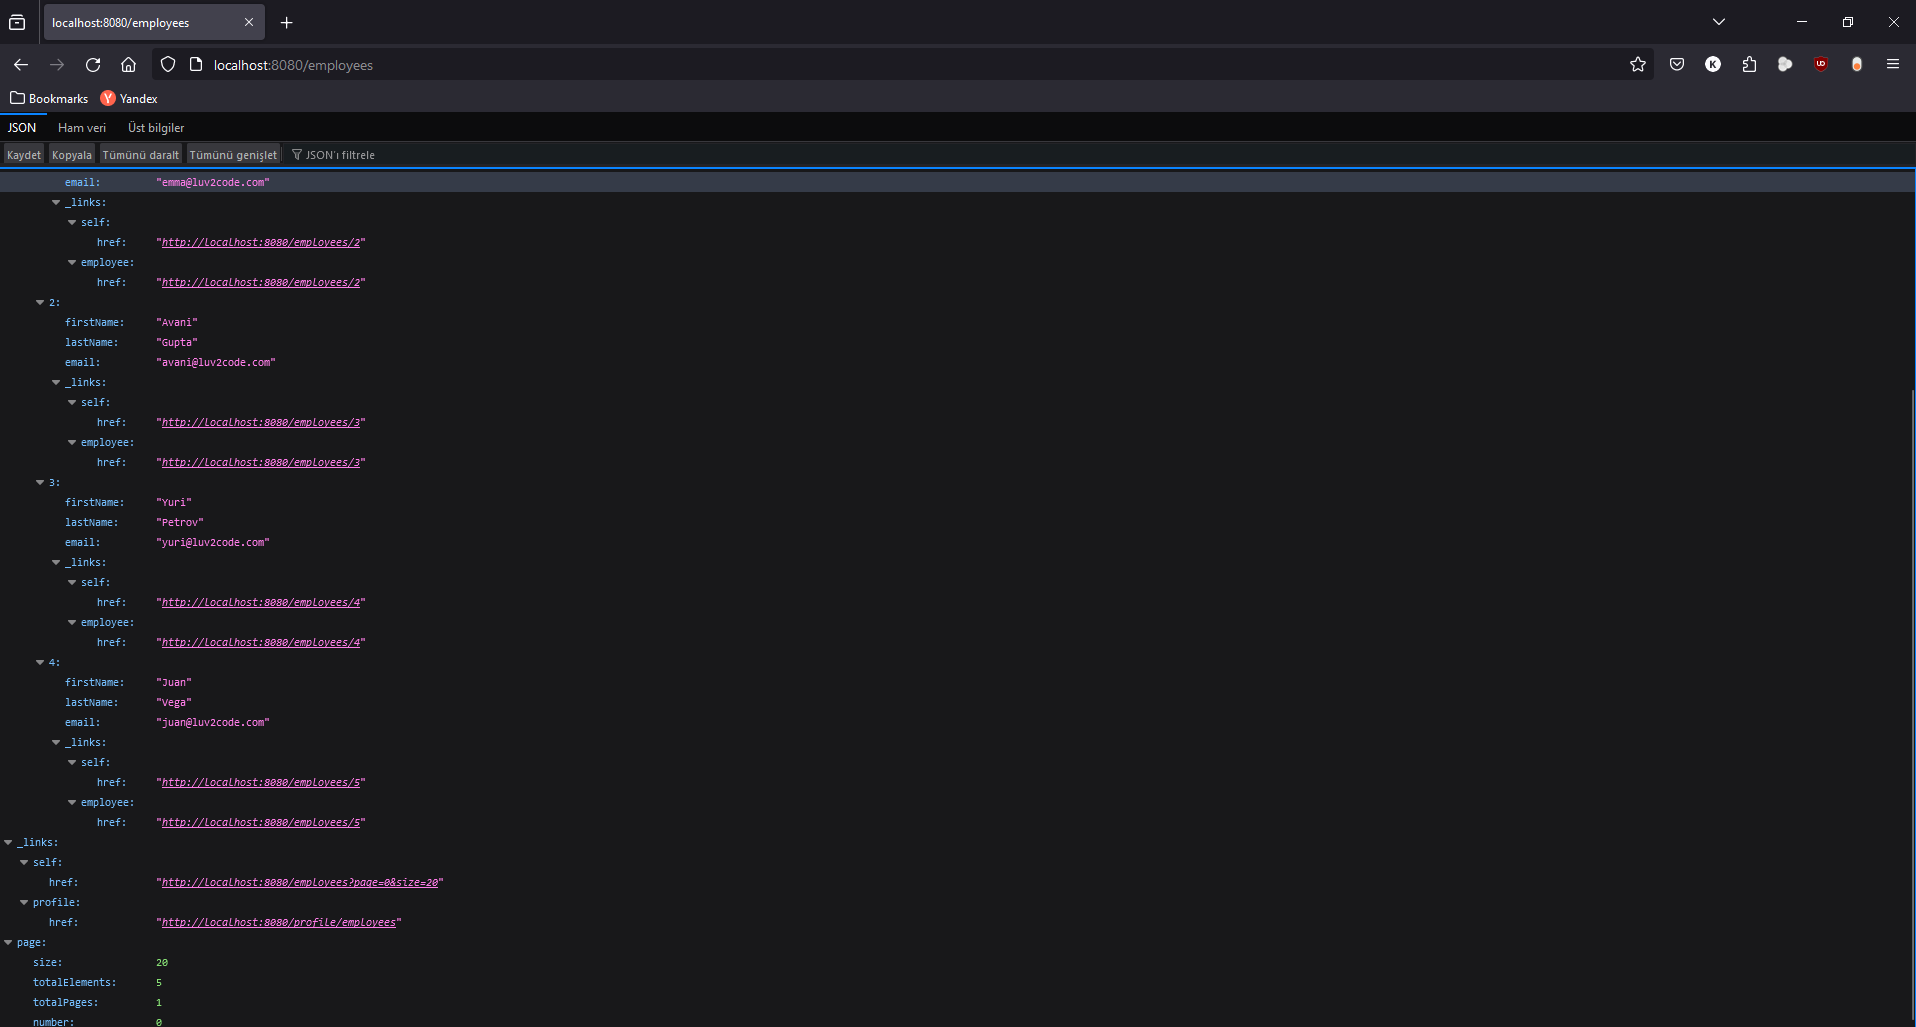 localhost:8080/employees
localhost:8080/employees
K
UO
Bookmarks
Y Yandex
JSON Ham veri Üst bilgiler
Kaydet Kopyala Tümünü daralt Tümünü genişlet JSON'ı filtrele
email: "emma@luv2code.com"
_links:
self:
href: "http://localhost:8080/employees/2"
employee:
href: "http://localhost:8080/employees/2"
2:
firstName: "Avani"
lastName: "Gupta"
email: "avani@luv2code.com"
_links:
self:
href: "http://localhost:8080/employees/3"
employee:
href: "http://localhost:8080/employees/3"
3:
firstName: "Yuri"
lastName: "Petrov"
email: "yuri@luv2code.com"
_links:
self:
href: "http://localhost:8080/employees/4"
employee:
href: "http://localhost:8080/employees/4"
4:
firstName: "Juan"
lastName: "Vega"
email: "juan@luv2code.com"
_links:
self:
href: "http://localhost:8080/employees/5"
employee:
href: "http://localhost:8080/employees/5"
_links:
self:
href: "http://localhost:8080/employees?page=0&size=20"
profile:
href: "http://localhost:8080/profile/employees"
page:
size: 20
totalElements: 5
totalPages: 1
number: 0